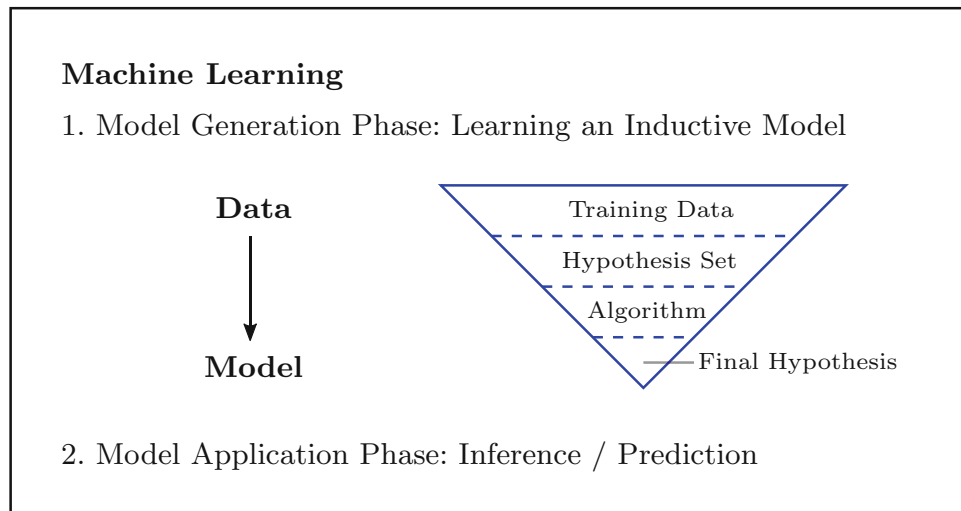 Machine Learning
1. Model Generation Phase: Learning an Inductive Model
Data
Model
Training Data
Hypothesis Set
Algorithm
Final Hypothesis
2. Model Application Phase: Inference / Prediction